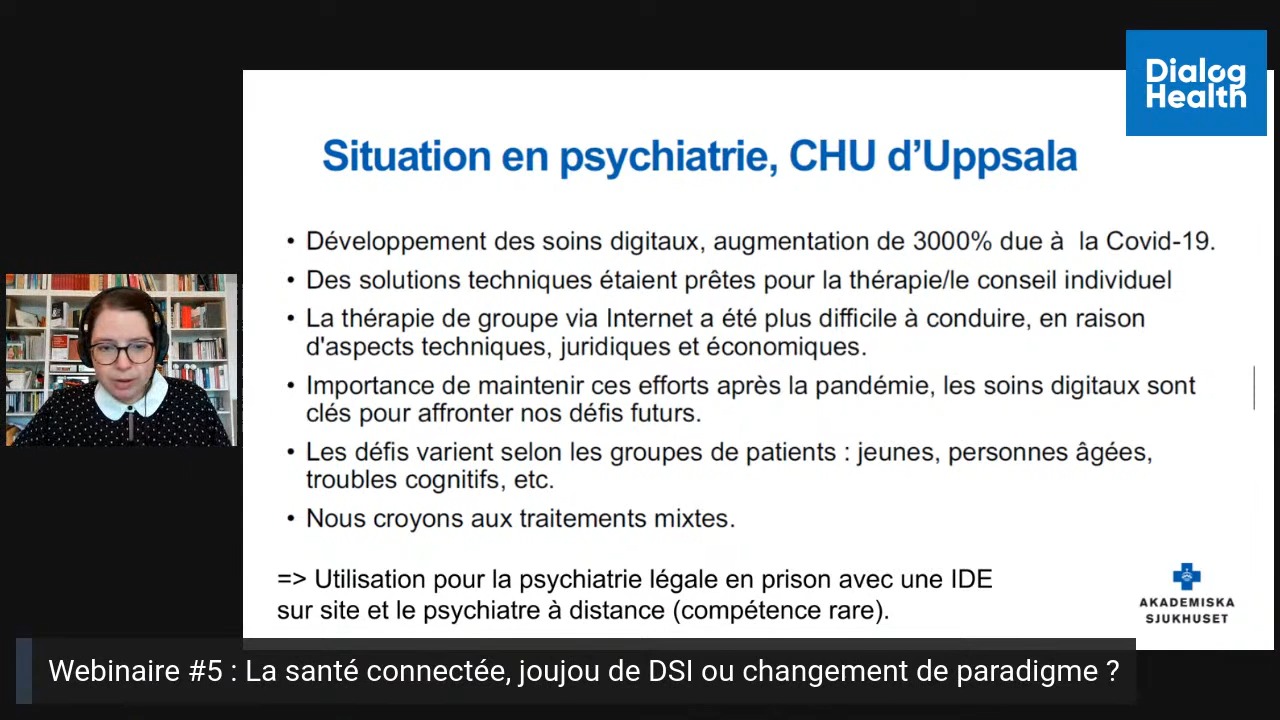 Dialog
Health
Situation en psychiatrie, CHU d’Uppsala
• Développement des soins digitaux, augmentation de 3000% due à  la Covid-19.
• Des solutions techniques étaient prêtes pour la thérapie/le conseil individuel
• La thérapie de groupe via Internet a été plus difficile à conduire, en raison
d'aspects techniques, juridiques et économiques.
• Importance de maintenir ces efforts après la pandémie, les soins digitaux sont
clés pour affronter nos défis futurs.
• Les défis varient selon les groupes de patients : jeunes, personnes âgées,
troubles cognitifs, etc.
• Nous croyons aux traitements mixtes.
=> Utilisation pour la psychiatrie légale en prison avec une IDE
sur site et le psychiatre à distance (compétence rare).
AKADEMISKA
SJUKHUSET
Webinaire #5 : La santé connectée, joujou de DSI ou changement de paradigme ?